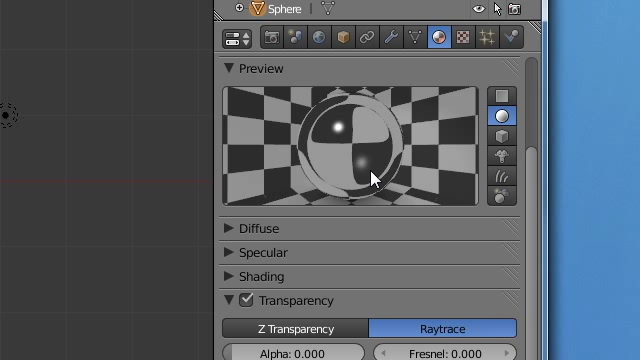 Sphere
Preview
Diffuse
Specular
Shading
Transparency
Z Transparency Raytrace
Alpha: 0.000 Fresnel: 0.000